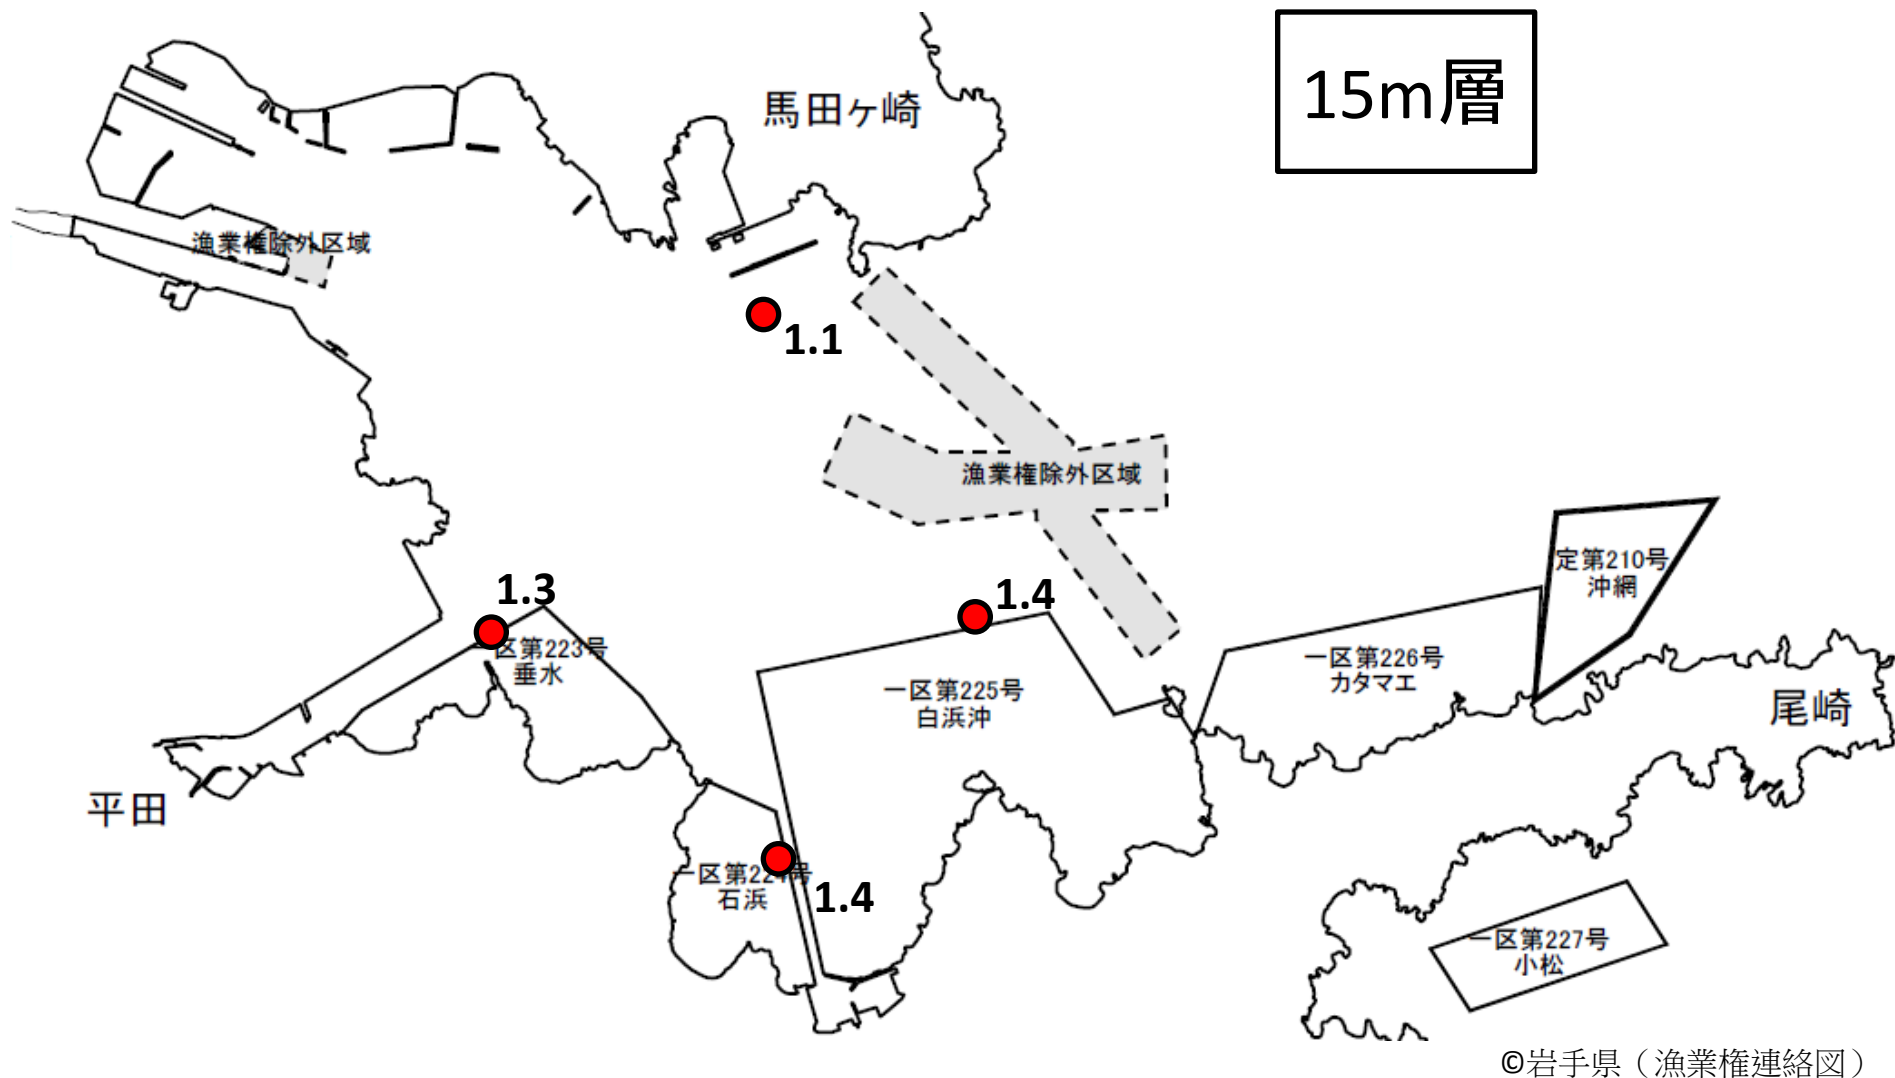 15m層
馬田ヶ崎
漁業権除外区域
1.1
漁業権除外区域
定第210号
沖網
1.3
1.4
一区第223号
垂水
一区第225号
白浜沖
一区第226号
カタマエ
尾崎
平田
一区第224号
石浜
1.4
一区第227号
小松
©岩手県（漁業権連絡図）